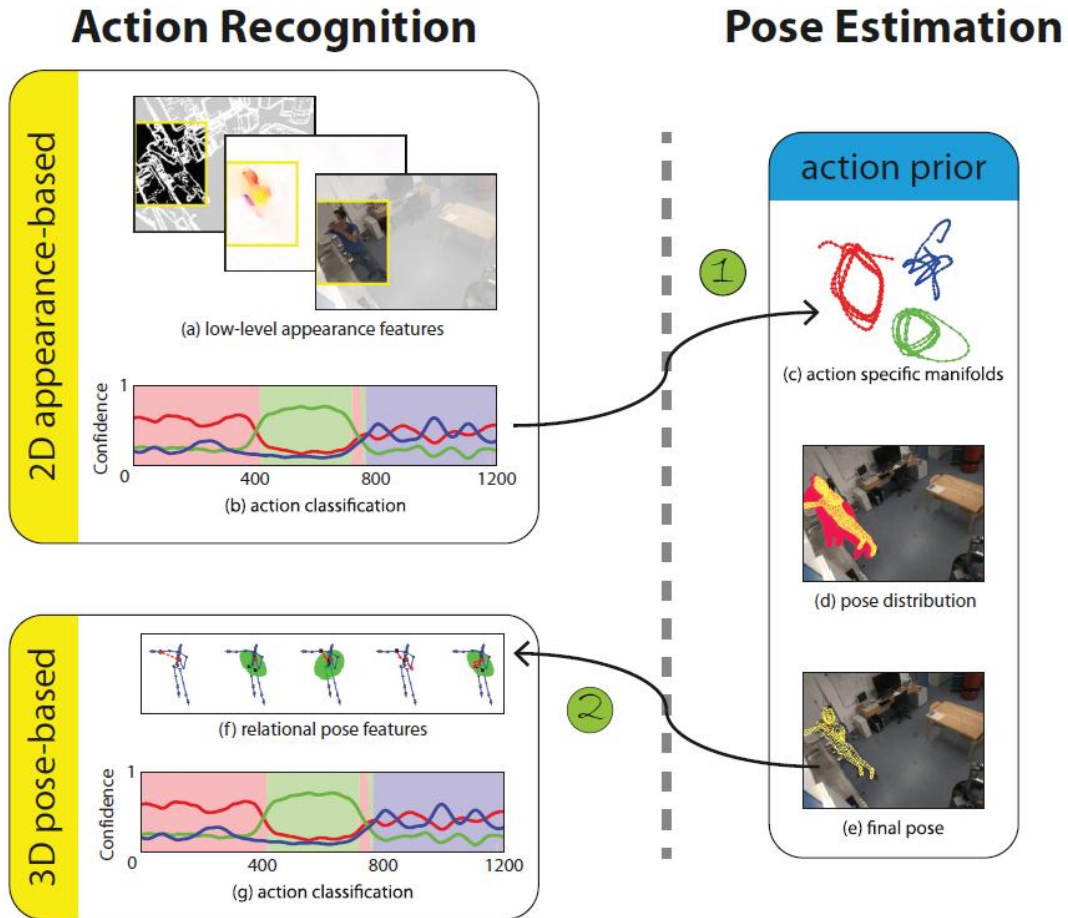 Action Recognition
Pose Estimation
2D appearance-based
(a) low-level appearance features
Confidence
1
0
400
800
1200
(b) action classification
1
action prior
(c) action specific manifolds
(d) pose distribution
(e) final pose
2
3D pose-based
(f) relational pose features
Confidence
1
0
400
800
1200
(g) action classification